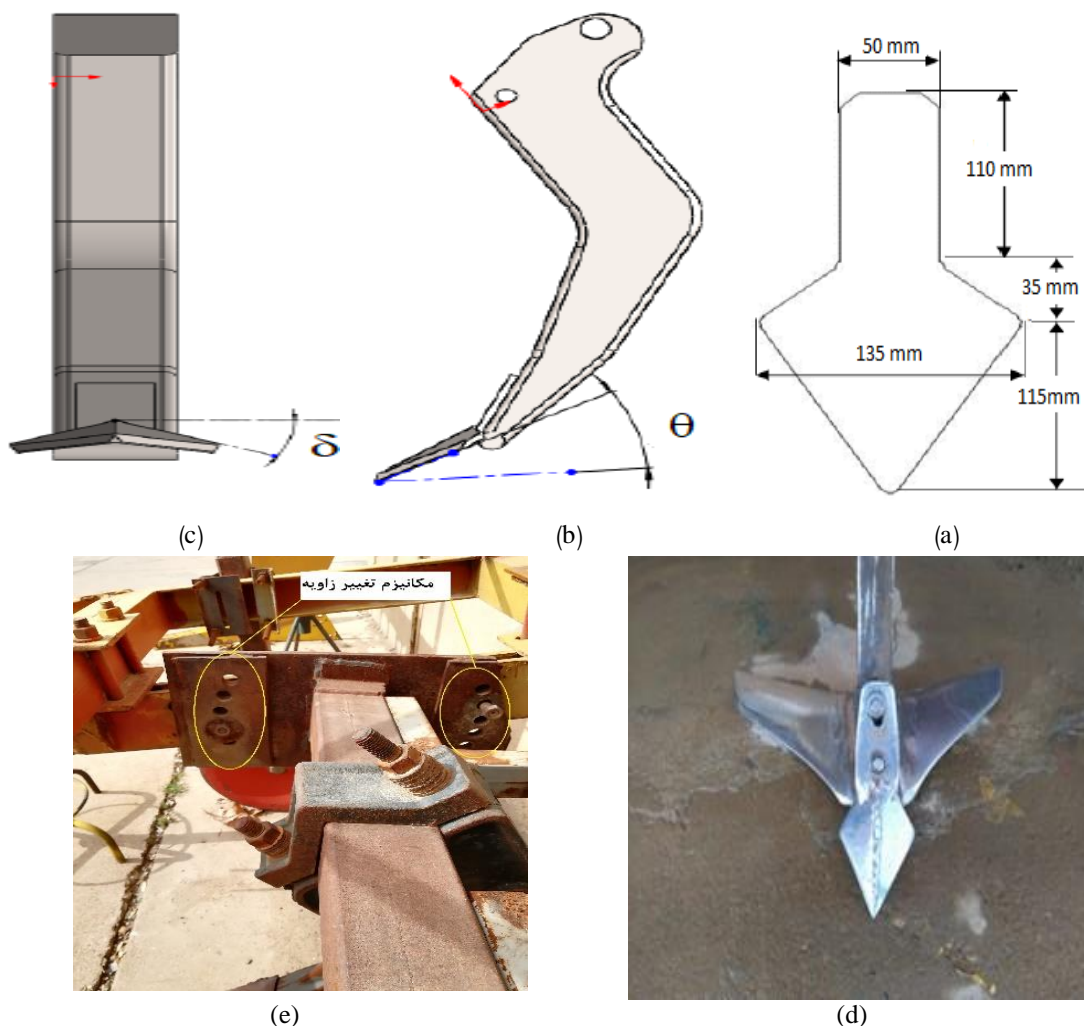 50 mm
110 mm
35 mm
135 mm
115mm
θ
δ
(c)
(b)
(a)
مکانیزم تغییر زاویه
(e)
(d)